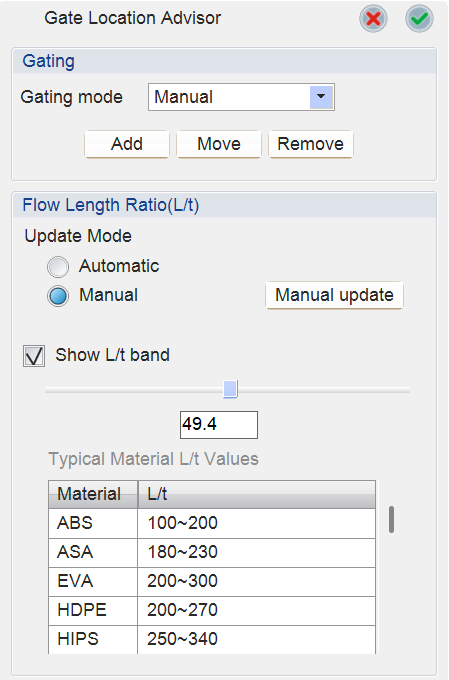 Gate Location Advisor
Gating
Gating mode Manual
Add Move Remove
Flow Length Ratio(L/t)
Update Mode
Automatic
Manual Manual update
Show L/t band
49.4
Typical Material L/t Values
Material L/t
ABS 100~200
ASA 180~230
EVA 200~300
HDPE 200~270
HIPS 250~340